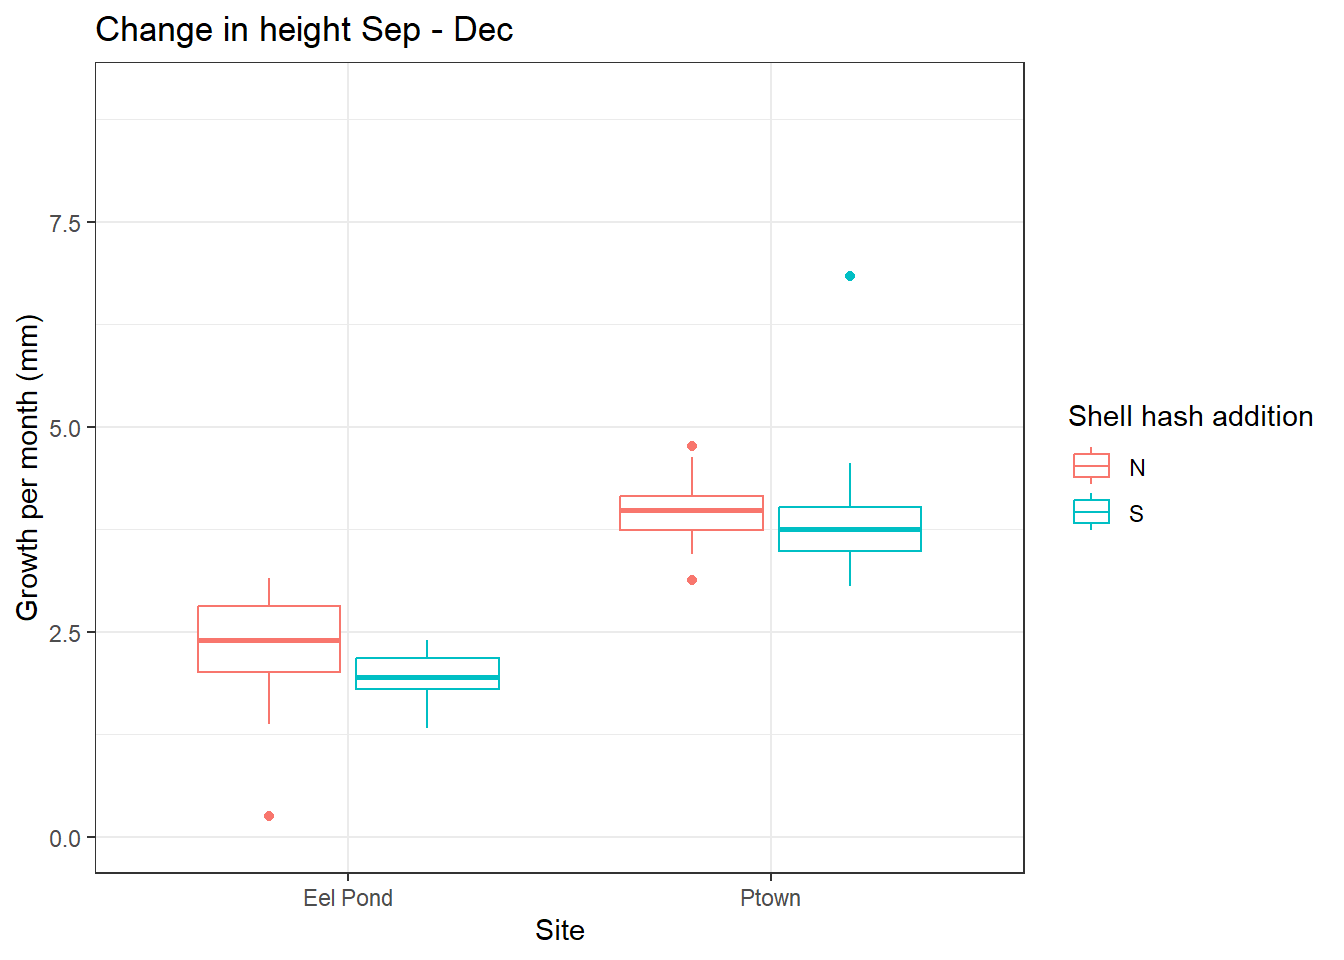 Change in height Sep - Dec
Growth per month (mm)
7.5
5.0
2.5
0.0
Eel Pond
Ptown
Site
Shell hash addition
N
S